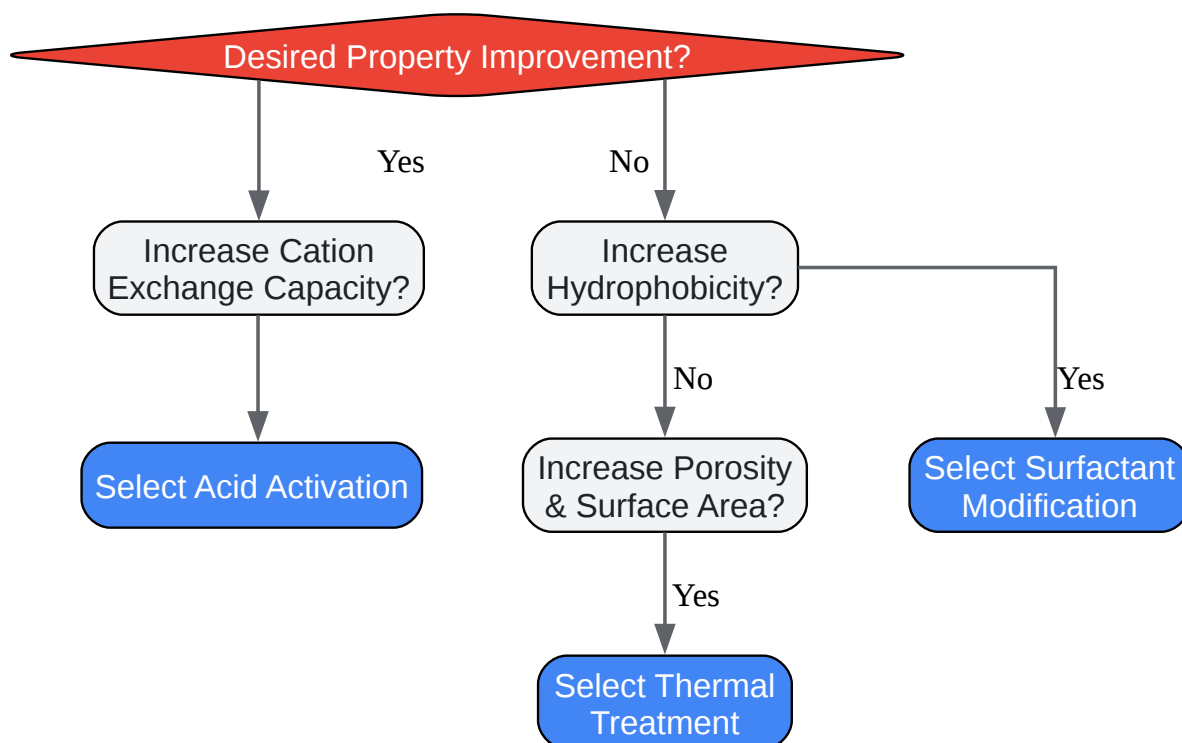 Desired Property Improvement?
Yes
No
Increase Cation
Exchange Capacity?
Increase
Hydrophobicity?
No
Yes
Select Acid Activation
Increase Porosity
& Surface Area?
Select Surfactant
Modification
Yes
Select Thermal
Treatment